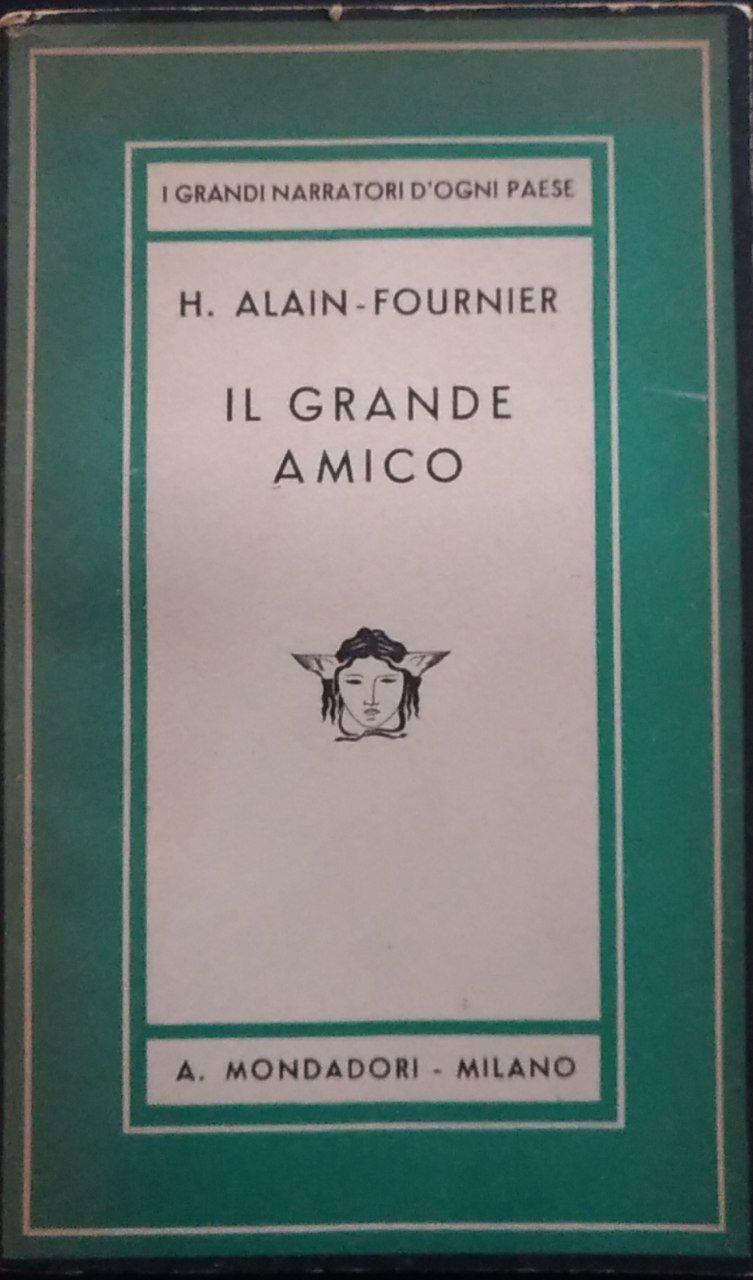 I GRANDI NARRATORI D'OGNI PAESE
H. ALAIN-FOURNIER
IL GRANDE
AMICO
A. MONDADORI - MILANO